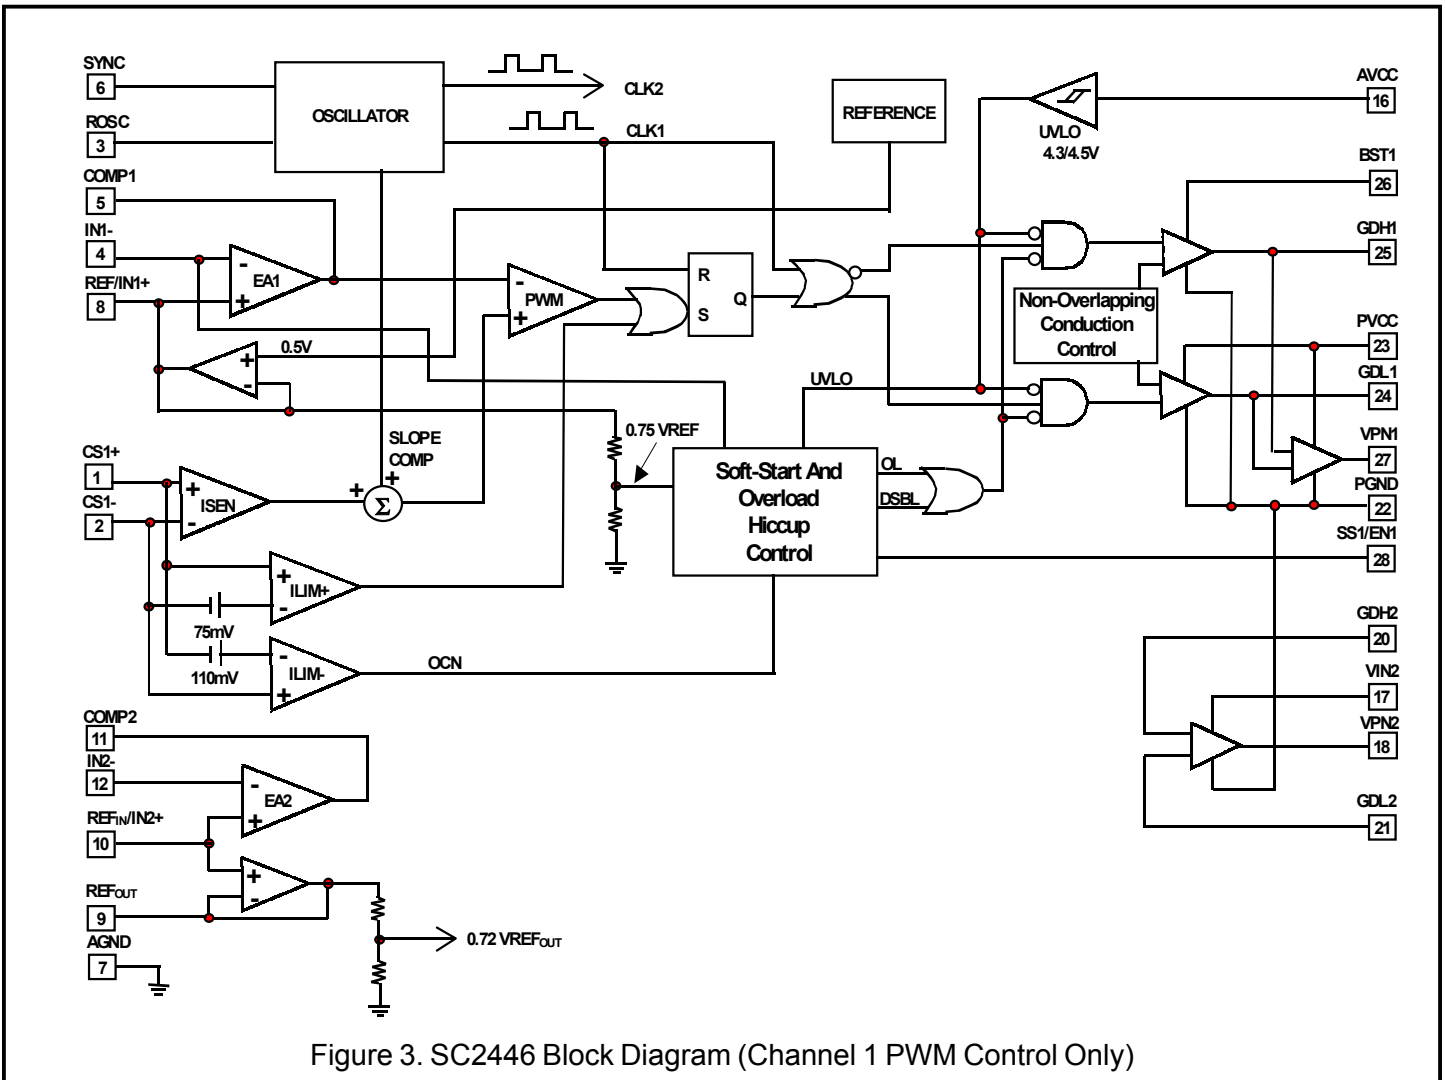 SYNC
6
ROSC
3
COMP1
5
IN1-
4
REF/IN1+
8
OSCILLATOR
CLK2
CLK1
REFERENCE
UVLO
4.3/4.5V
AVCC
16
BST1
26
GDH1
25
- EA1
+
- PWM
+
R
S
Q
Non-Overlapping
Conduction
Control
PVCC
23
GDL1
24
VPN1
27
PGND
22
SS1/EN1
28
0.5V
+
-
UVLO
SLOPE
COMP
+
+
Σ
0.75 VREF
Soft-Start And
Overload
Hiccup
Control
OL
DSBL
CS1+
1
CS1-
2
+
ISEN
-
+
ILIM+
-
75mV
-
ILIM-
+
110mV
OCN
GDH2
20
VIN2
17
VPN2
18
GDL2
21
COMP2
11
IN2-
12
REFIN/IN2+
10
-
EA2
+
+
-
REFOUT
9
AGND
7
0.72 VREFOUT
Figure 3. SC2446 Block Diagram (Channel 1 PWM Control Only)